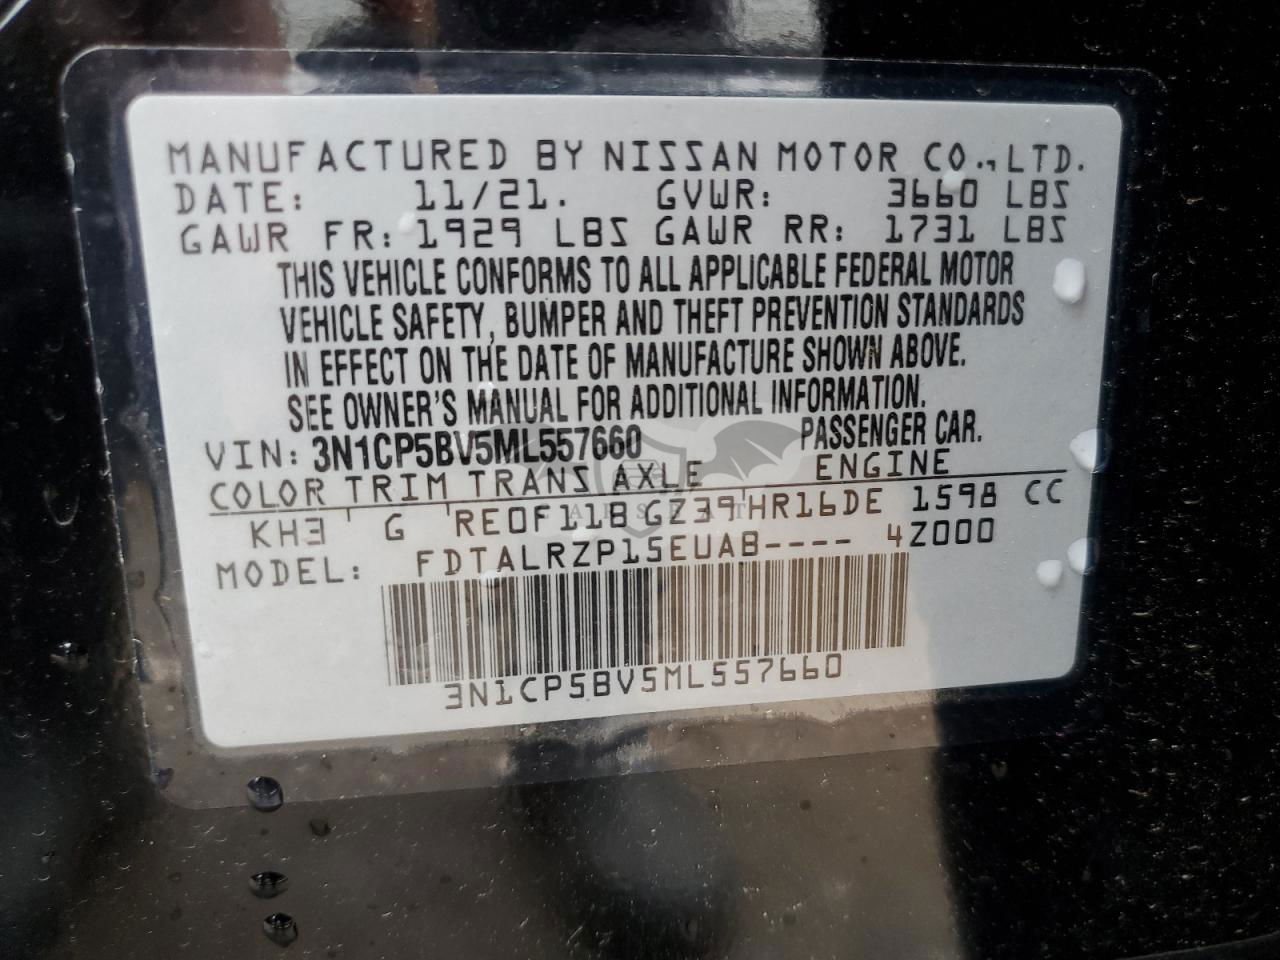 MANUFACTURED BY NISSAN MOTOR CO., LTD.
DATE: 11/21. GVWR: 3660 LBS
GAWR FR: 1929 LBS GAWR RR: 1731 LBS
THIS VEHICLE CONFORMS TO ALL APPLICABLE FEDERAL MOTOR
VEHICLE SAFETY, BUMPER AND THEFT PREVENTION STANDARDS
IN EFFECT ON THE DATE OF MANUFACTURE SHOWN ABOVE.
SEE OWNER'S MANUAL FOR ADDITIONAL INFORMATION.
VIN: 3N1CP5BV5ML557660 PASSENGER CAR.
COLOR TRIM TRANS AXLE ENGINE
KH3 ' G ' RE0F11B GZ39 ' HR16DE 1598 CC
MODEL: FDTALRZP15EUAB---- 4Z000
3N1CP5BV5ML557660